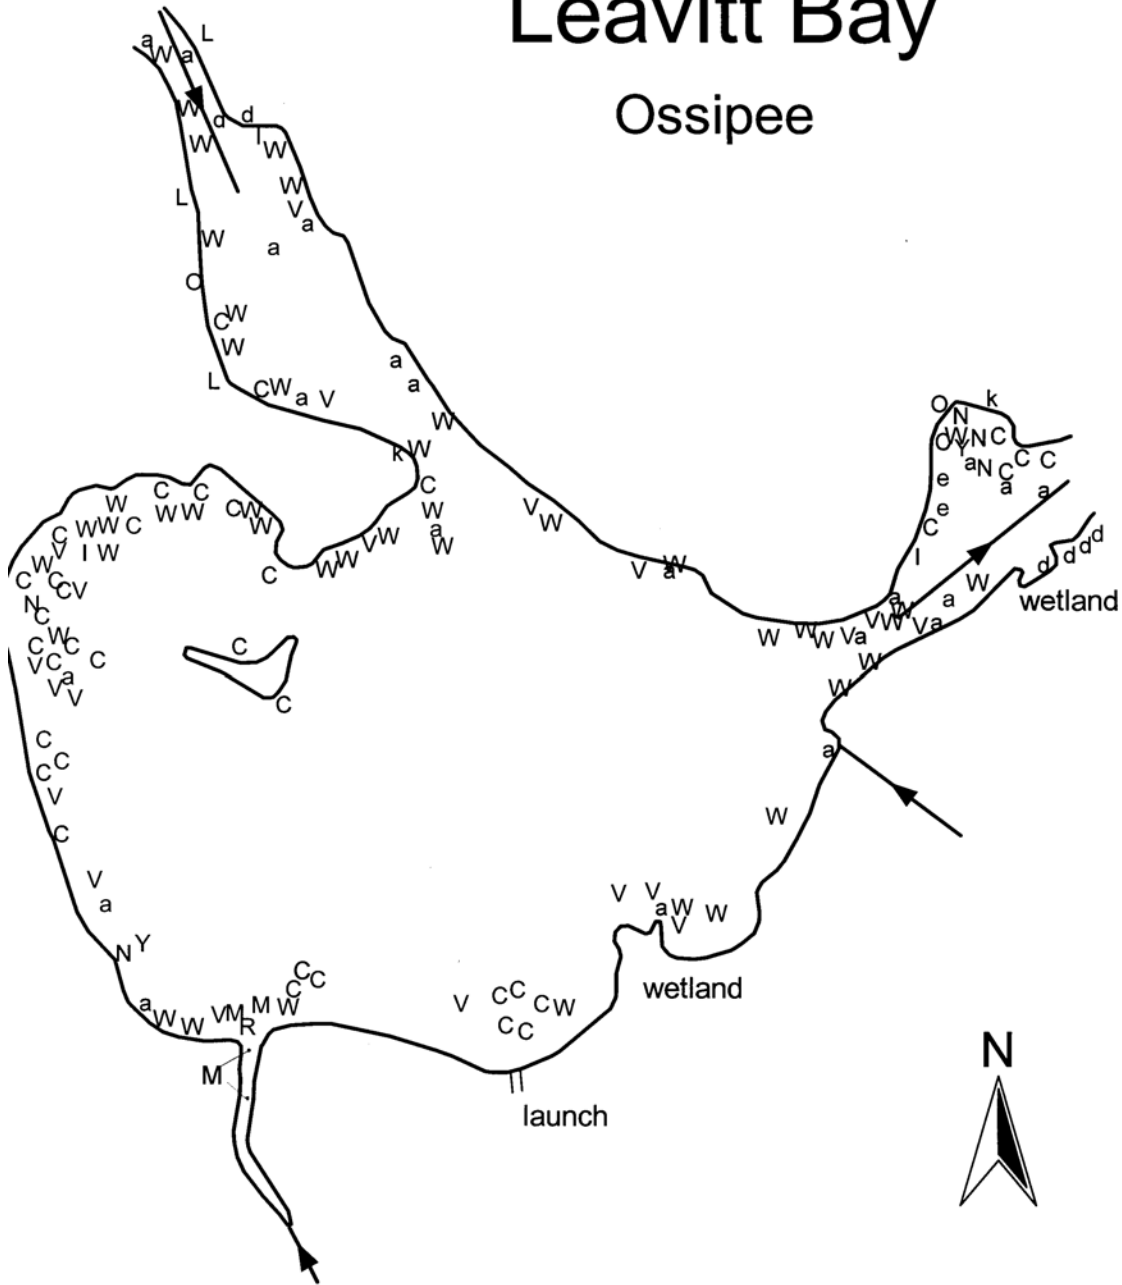 Leavitt Bay
Ossipee
L
a
W a
W d d
W I W
L W
V
a
W a
O
C W
W
a
L C W a V a
O k
N
W
k W
C W N C
Y
a N C C C
a a
e
e
C
C
W
a
W
V
W
I
W
C C
W W
C W
W
C W W C
V I W
C W
C
C V
N
C
C
W W
V W
V a W
d d d d
W
wetland
a
a
V W W
V a
W W W V a
W
W
C W C
V C C
a
V V
C
C
a
C
C C
V
C
W
V
a
V V
a W W
V
N Y
wetland
C C
C
a W W V M M W
R
V C C
C W
C C
M
N
launch